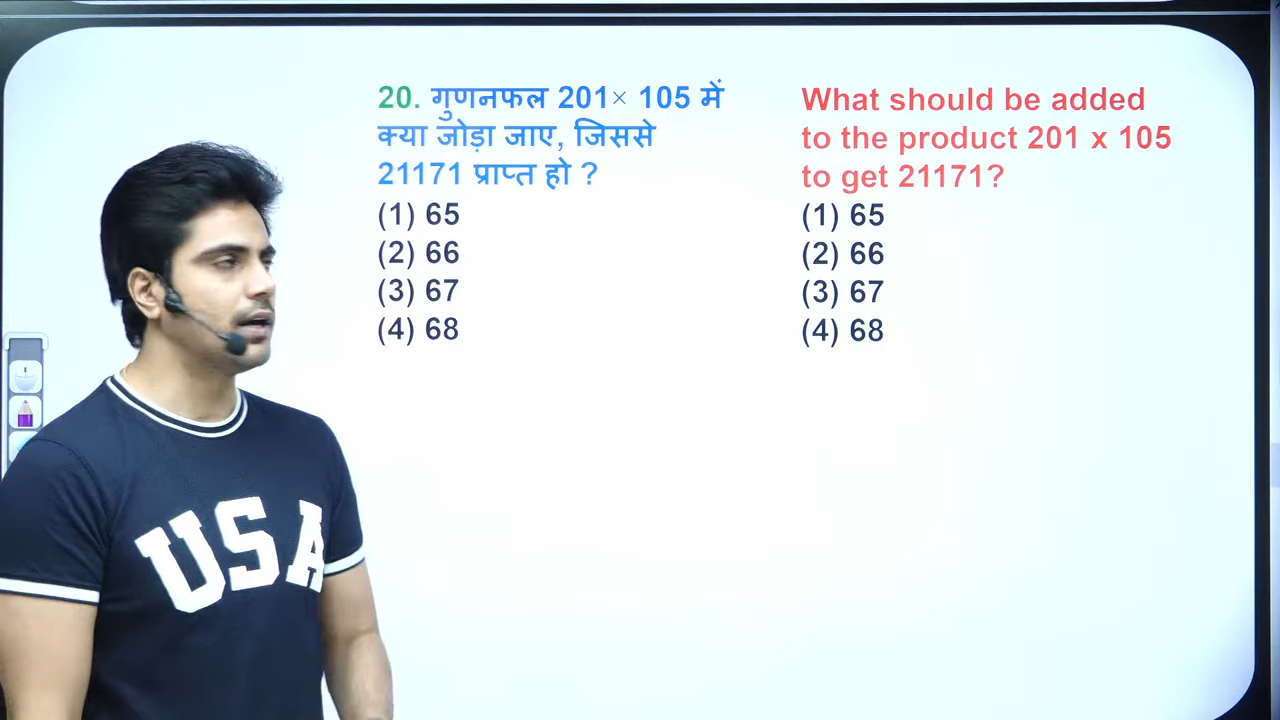 20. गुणनफल 201× 105 में
क्या जोड़ा जाए, जिससे
21171 प्राप्त हो ?
(1) 65
(2) 66
(3) 67
(4) 68
What should be added
to the product 201 x 105
to get 21171?
(1) 65
(2) 66
(3) 67
(4) 68
USA